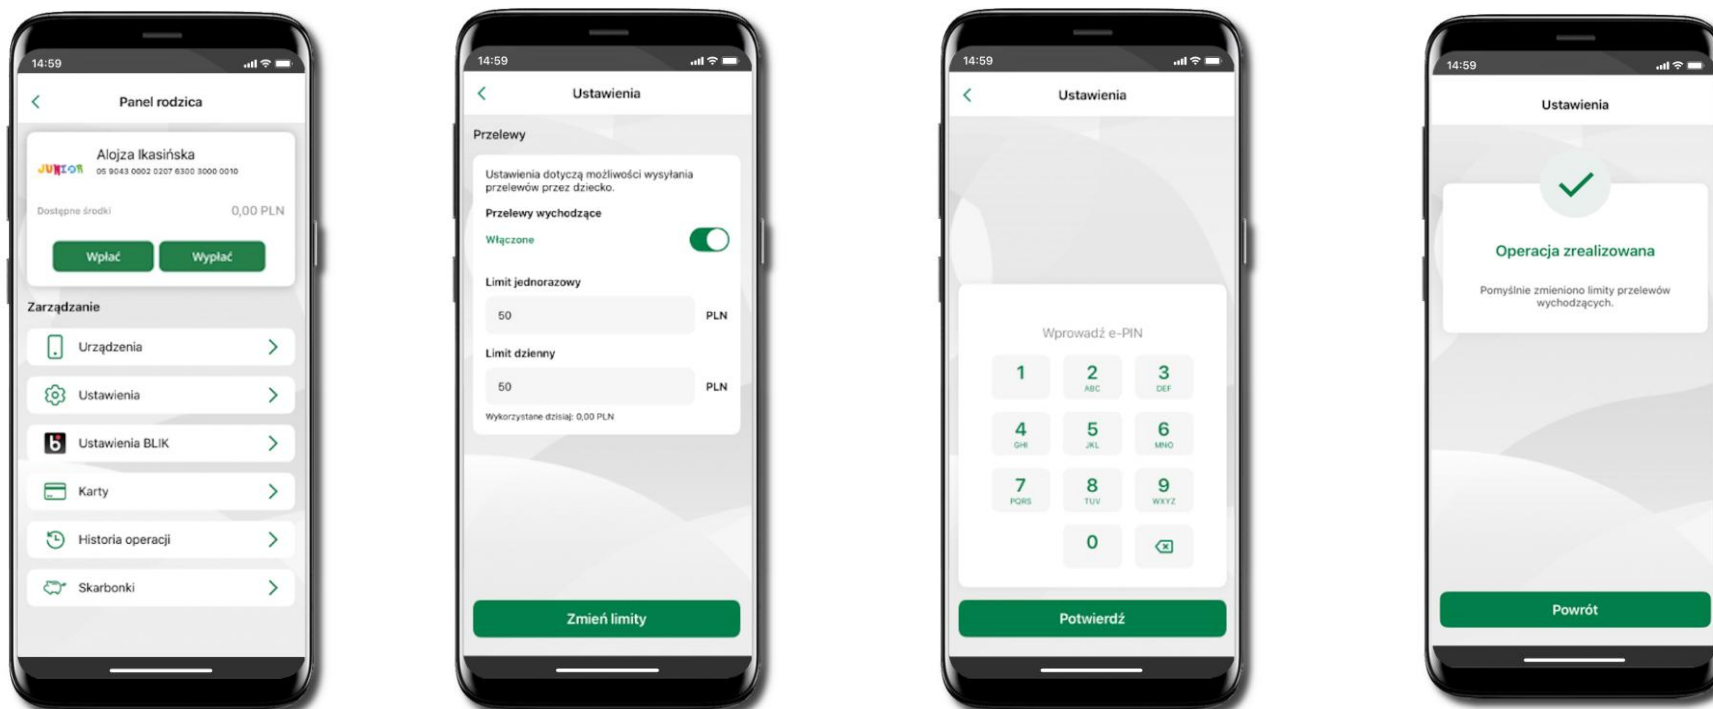 14:59
Panel rodzica
JUNIOR
Alojza Ikasińska
05 9043 0002 0207 6300 3000 0010
Dostępne środki 0,00 PLN
Wpłać Wypłać
Zarządzanie
Urządzenia
Ustawienia
Ustawienia BLIK
Karty
Historia operacji
Skarbonki
14:59
Ustawienia
Przelewy
Ustawienia dotyczą możliwości wysyłania
przelewów przez dziecko.
Przelewy wychodzące
Włączone
Limit jednorazowy
50 PLN
Limit dzienny
50 PLN
Wykorzystane dzisiaj: 0,00 PLN
Zmień limity
14:59
Ustawienia
Wprowadź e-PIN
1 2 3
ABC DEF
4 5 6
GHI JKL MNO
7 8 9
PQRS TUV WXYZ
0
Potwierdź
14:59
Ustawienia
Operacja zrealizowana
Pomyślnie zmieniono limity przelewów
wychodzących.
Powrót